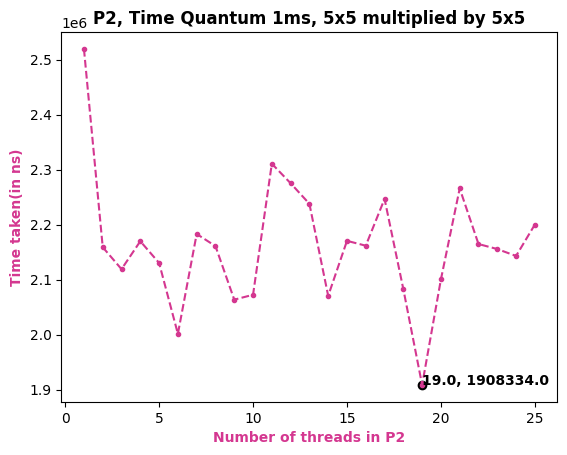 P2, Time Quantum 1ms, 5x5 multiplied by 5x5
1e6
2.5
2.4
2.3
2.2
2.1
2.0
1.9
Time taken(in ns)
19.0, 1908334.0
0 5 10 15 20 25
Number of threads in P2